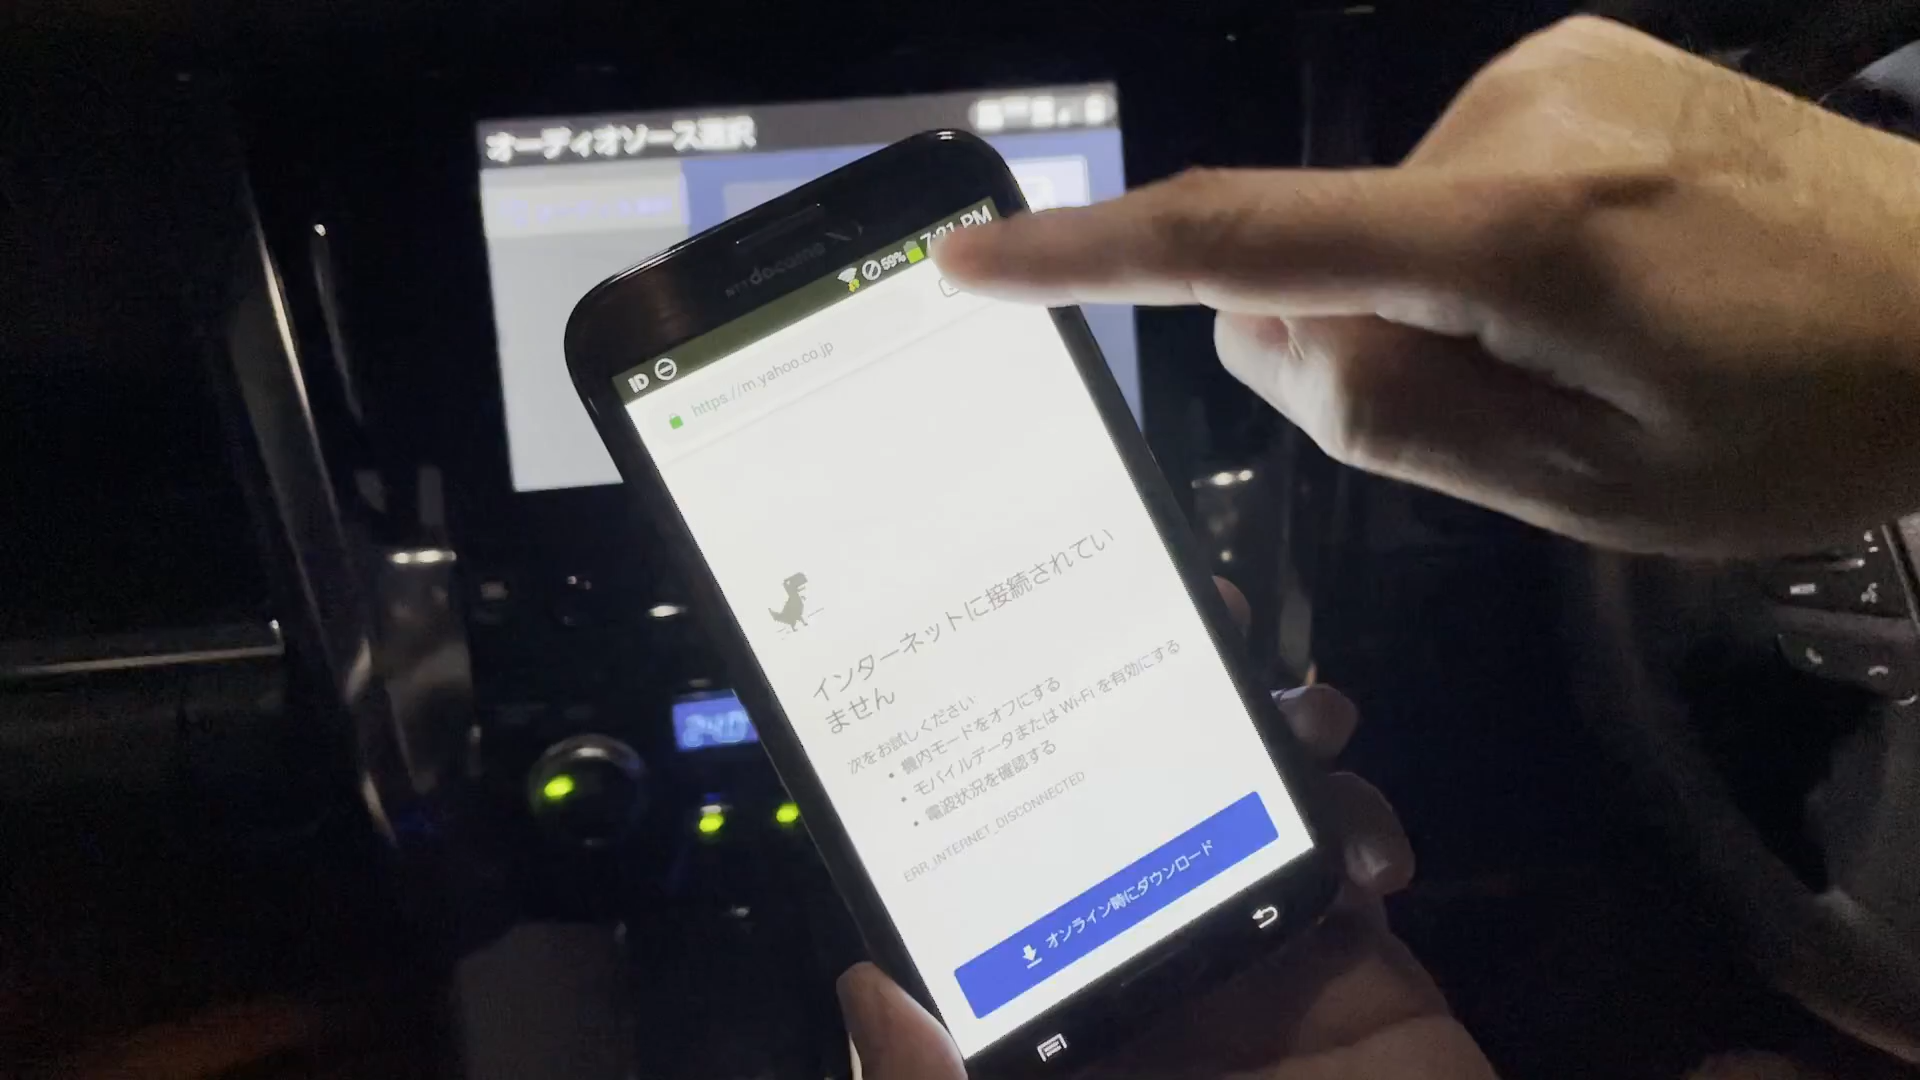 オーディオソース選択
NTT docomo
59% 7:21 PM
ID
https://m.yahoo.co.jp
インターネットに接続されてい
ません
次をお試しください
• 機内モードをオフにする
• モバイルデータまたは Wi-Fi を有効にする
• 電波状況を確認する
ERR_INTERNET_DISCONNECTED
オンライン時にダウンロード